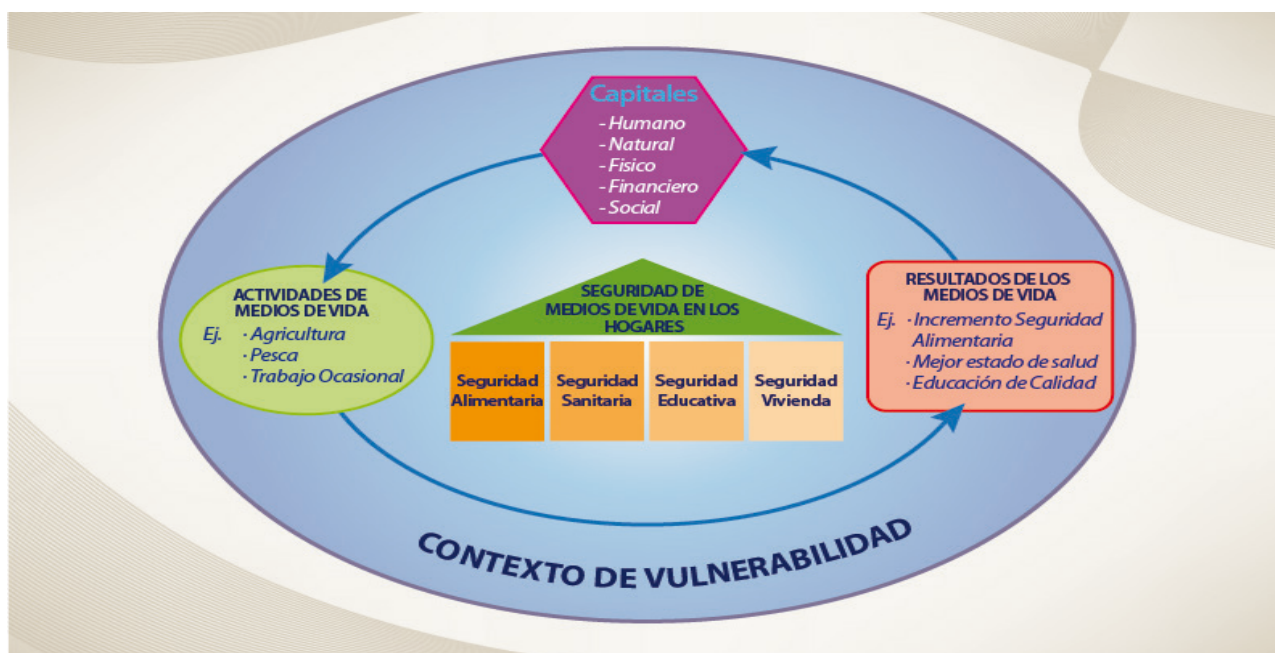 Capitales
- Humano
- Natural
- Fisico
- Financiero
- Social
ACTIVIDADES DE
MEDIOS DE VIDA
Ej. · Agricultura
· Pesca
· Trabajo Ocasional
SEGURIDAD DE
MEDIOS DE VIDA EN LOS
HOGARES
Seguridad
Alimentaria
Seguridad
Sanitaria
Seguridad
Educativa
Seguridad
Vivienda
RESULTADOS DE LOS
MEDIOS DE VIDA
Ej. · Incremento Seguridad
Alimentaria
· Mejor estado de salud
· Educación de Calidad
CONTEXTO DE VULNERABILIDAD